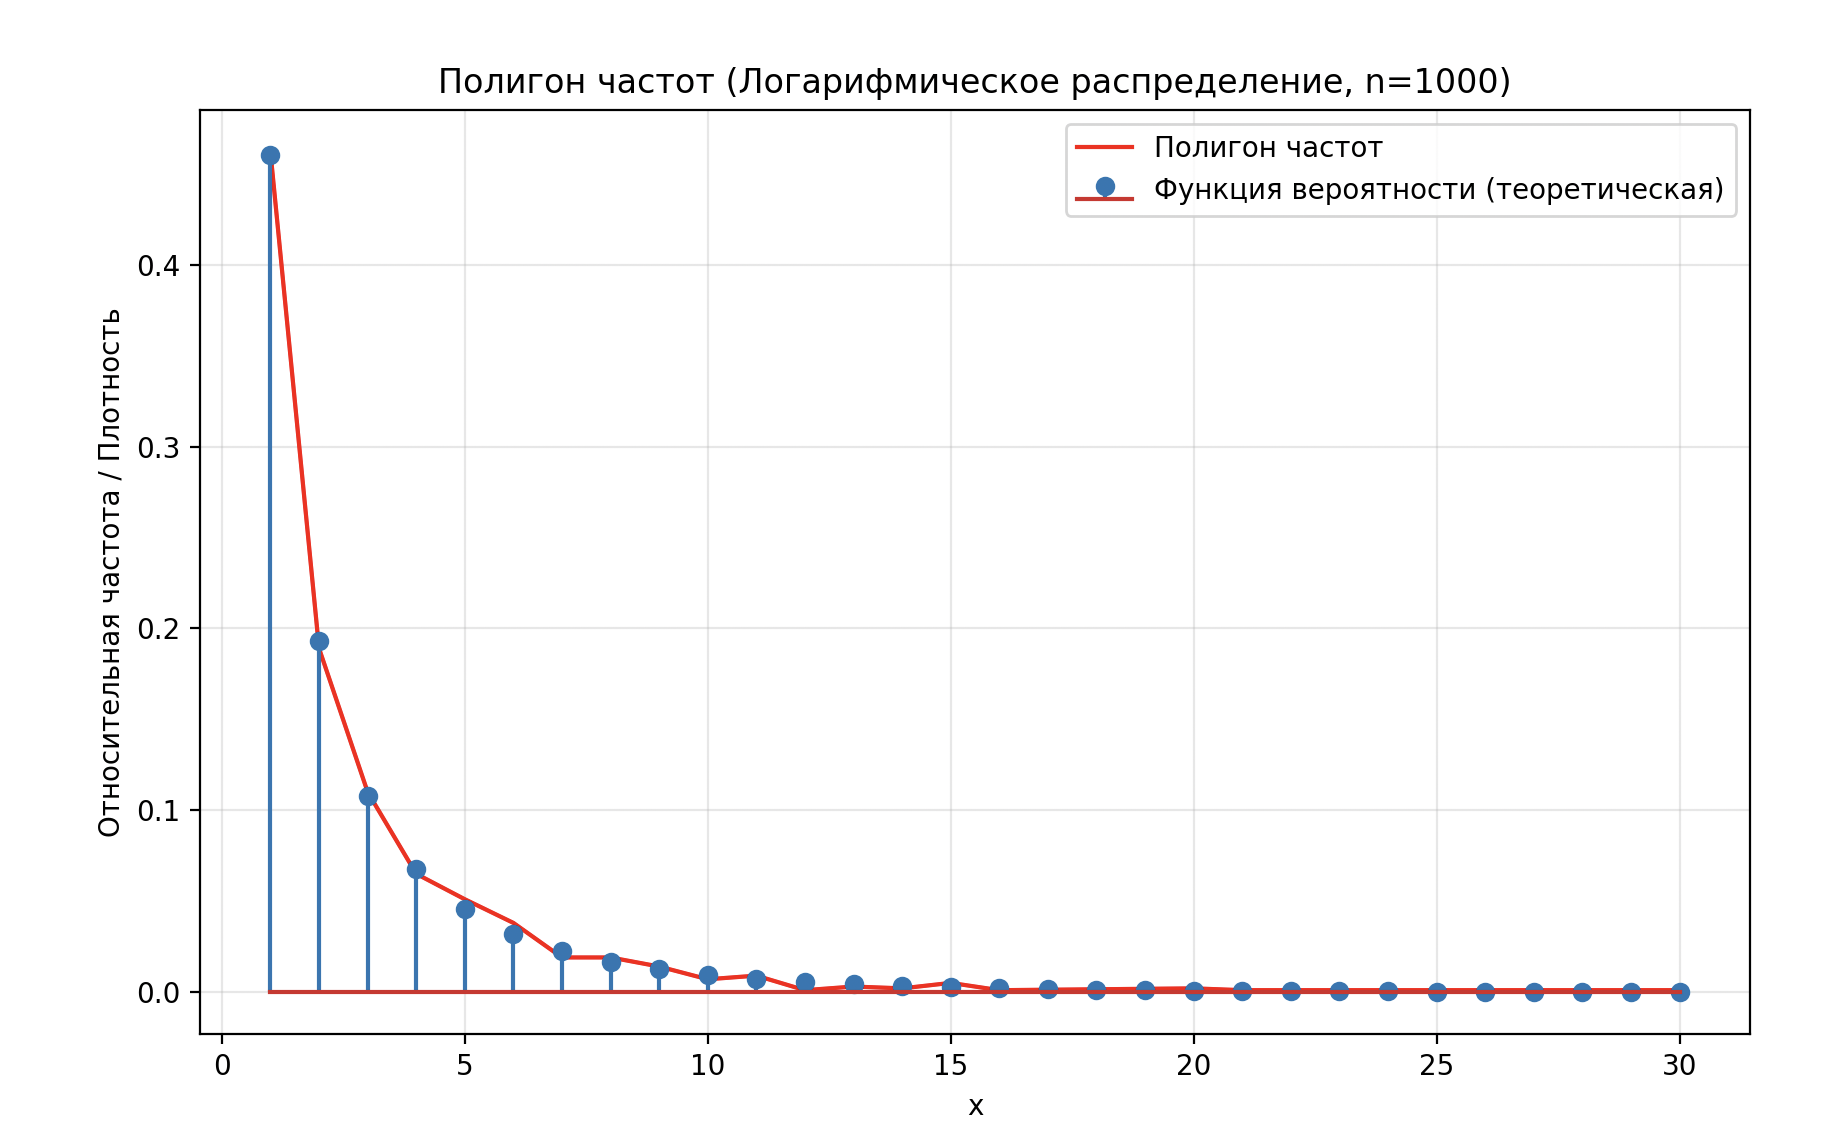 Полигон частот (Логарифмическое распределение, n=1000)
Полигон частот
Функция вероятности (теоретическая)
Относительная частота / Плотность
0.4
0.3
0.2
0.1
0.0
0 5 10 15 20 25 30
x